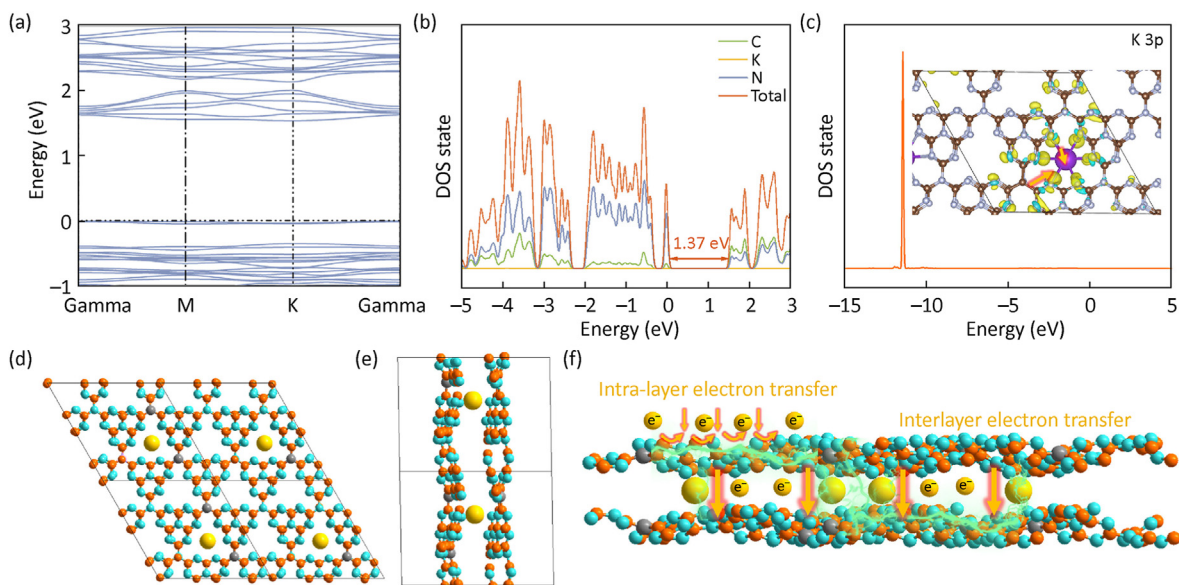 (a)
3
2
1
0
−1
Energy (eV)
Gamma M K Gamma
(b)
DOS state
C
K
N
Total
1.37 eV
−5 −4 −3 −2 −1 0 1 2 3
Energy (eV)
(c)
DOS state
K 3p
−15 −10 −5 0 5
Energy (eV)
(d)
(e)
(f)
Intra-layer electron transfer
e⁻ e⁻ e⁻ e⁻
Interlayer electron transfer
e⁻ e⁻ e⁻ e⁻